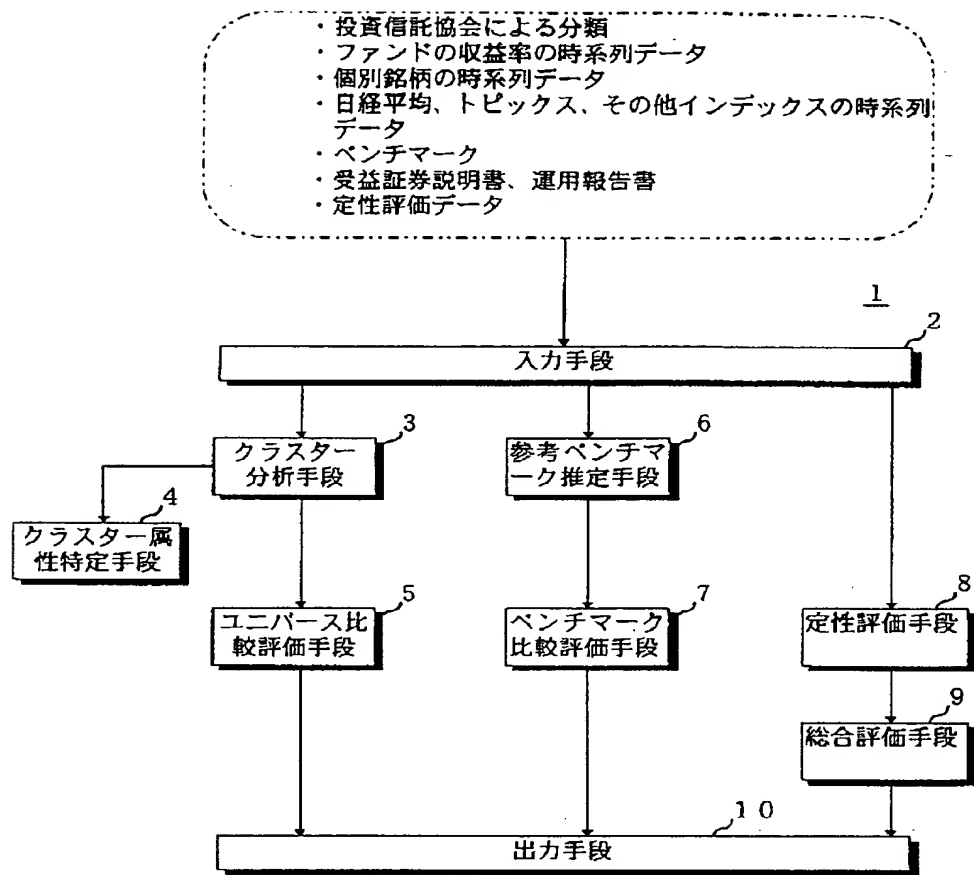 ・投資信託協会による分類
・ファンドの収益率の時系列データ
・個別銘柄の時系列データ
・日経平均、トピックス、その他インデックスの時系列
データ
・ベンチマーク
・受益証券説明書、運用報告書
・定性評価データ
1
2
入力手段
3
クラスター
分析手段
6
参考ベンチマ
ーク推定手段
4
クラスター属
性特定手段
5
ユニバース比
較評価手段
7
ベンチマーク
比較評価手段
8
定性評価手段
9
総合評価手段
10
出力手段